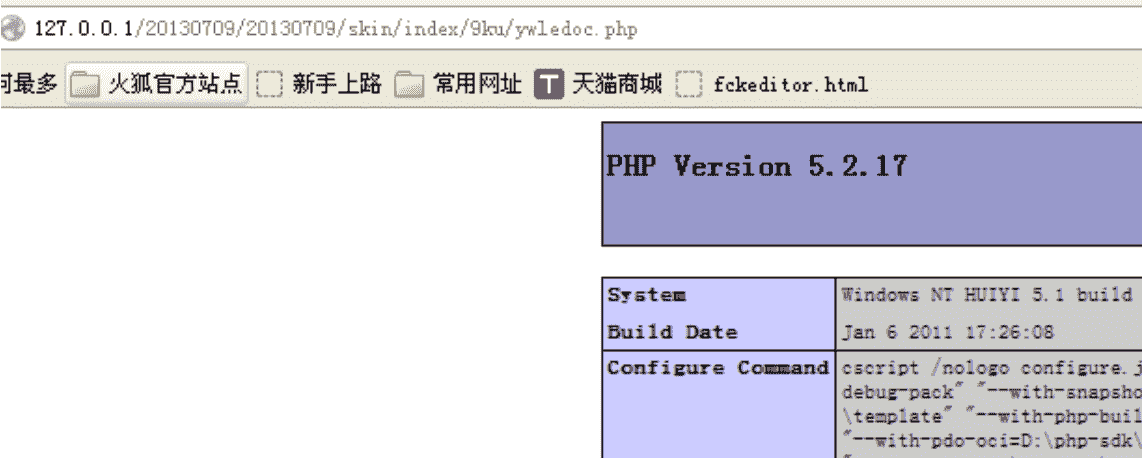 127.0.0.1/20130709/20130709/skin/index/9ku/ywledoc.php
何最多 火狐官方站点 新手上路 常用网址 T 天猫商城 fckeditor.html
PHP Version 5.2.17
System Windows NT HUIYI 5.1 build
Build Date Jan 6 2011 17:26:08
Configure Command cscript /nologo configure.j
debug-pack" "--with-snapsho
\template" "--with-php-buil
"--with-pdo-oci=D:\php-sdk\